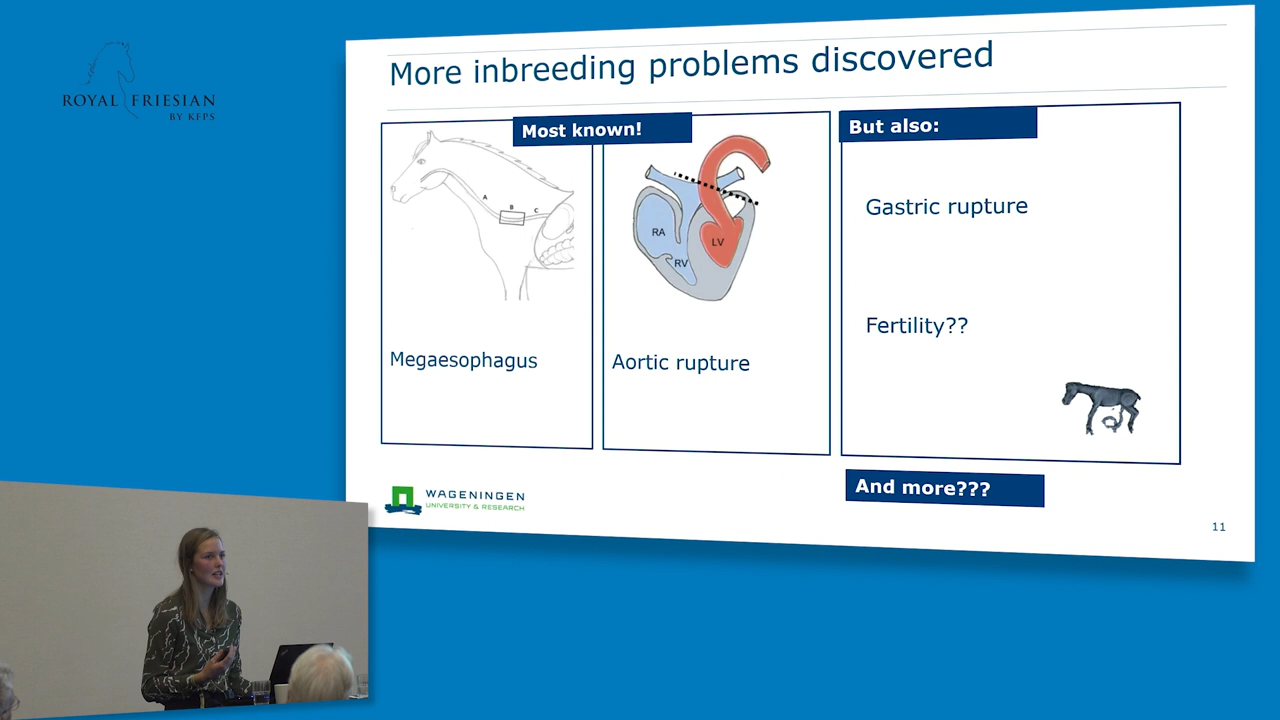 ROYAL FRIESIAN
BY KFPS
More inbreeding problems discovered
Most known!
But also:
A
B
C
RA
RV
LV
Gastric rupture
Fertility??
Megaesophagus
Aortic rupture
And more???
WAGENINGEN
UNIVERSITY & RESEARCH
11